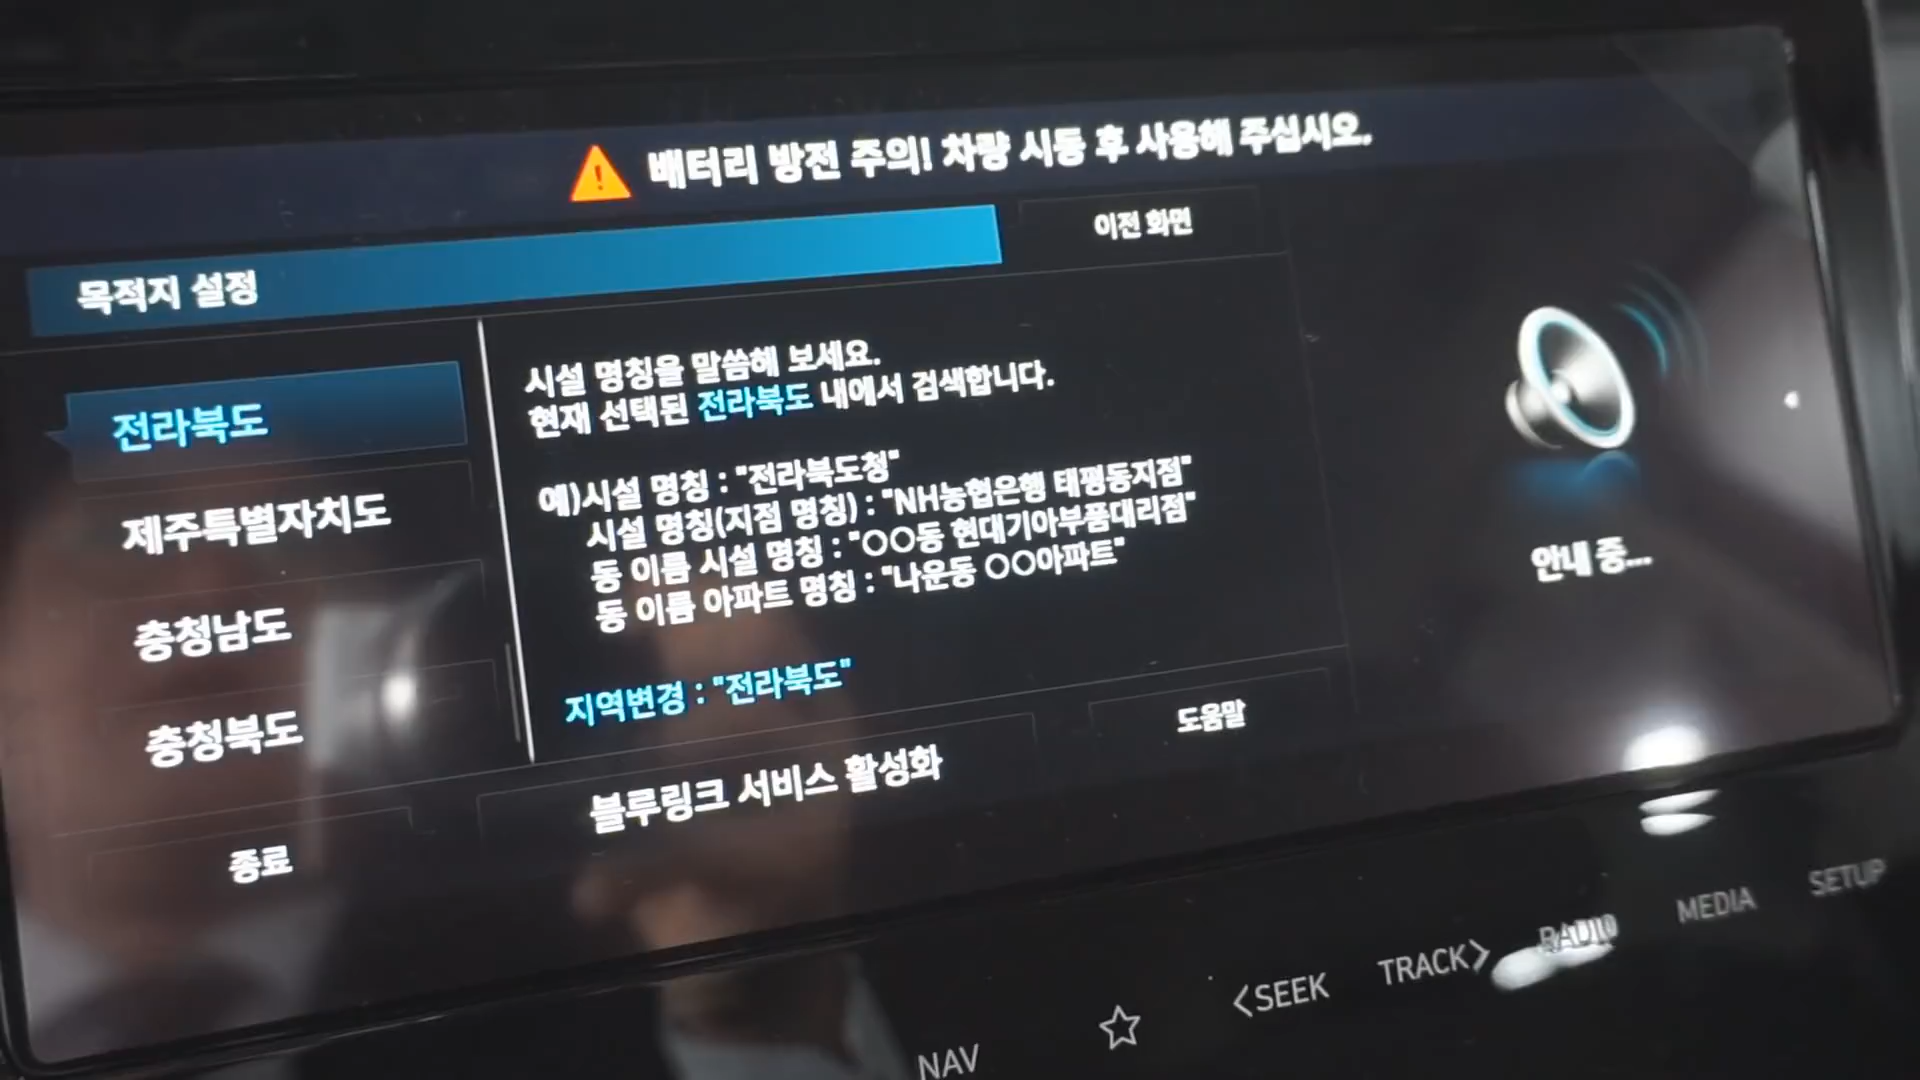 배터리 방전 주의! 차량 시동 후 사용해 주십시오.
목적지 설정
이전 화면
전라북도
제주특별자치도
충청남도
충청북도
시설 명칭을 말씀해 보세요.
현재 선택된 전라북도 내에서 검색합니다.
예)시설 명칭 : "전라북도청"
시설 명칭(지점 명칭) : "NH농협은행 태평동지점"
동 이름 시설 명칭 : "○○동 현대기아부품대리점"
동 이름 아파트 명칭 : "나운동 ○○아파트"
지역변경 : "전라북도"
안내 중...
종료
블루링크 서비스 활성화
도움말
NAV
☆
<SEEK
TRACK>
RADIO
MEDIA
SETUP